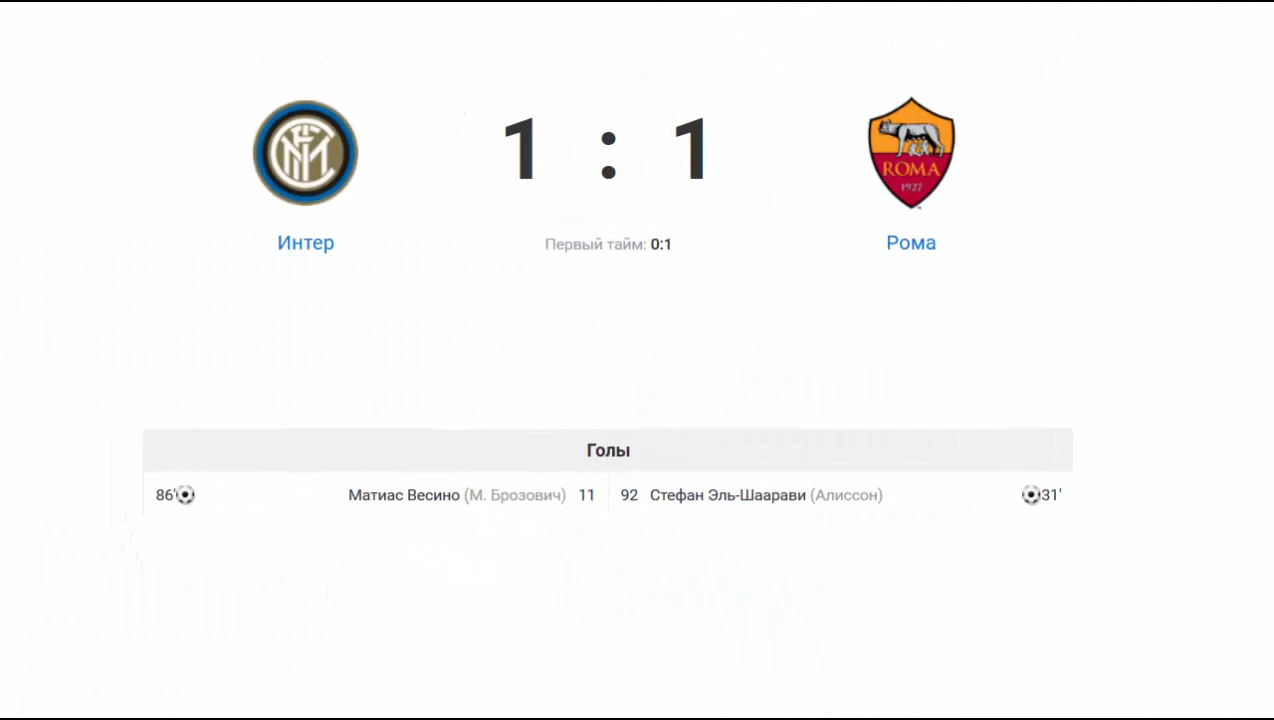 1 : 1
ROMA
1927
Интер
Первый тайм: 0:1
Рома
Голы
86' Матиас Весино (М. Брозович) 11 92 Стефан Эль-Шаарави (Алиссон) 31'